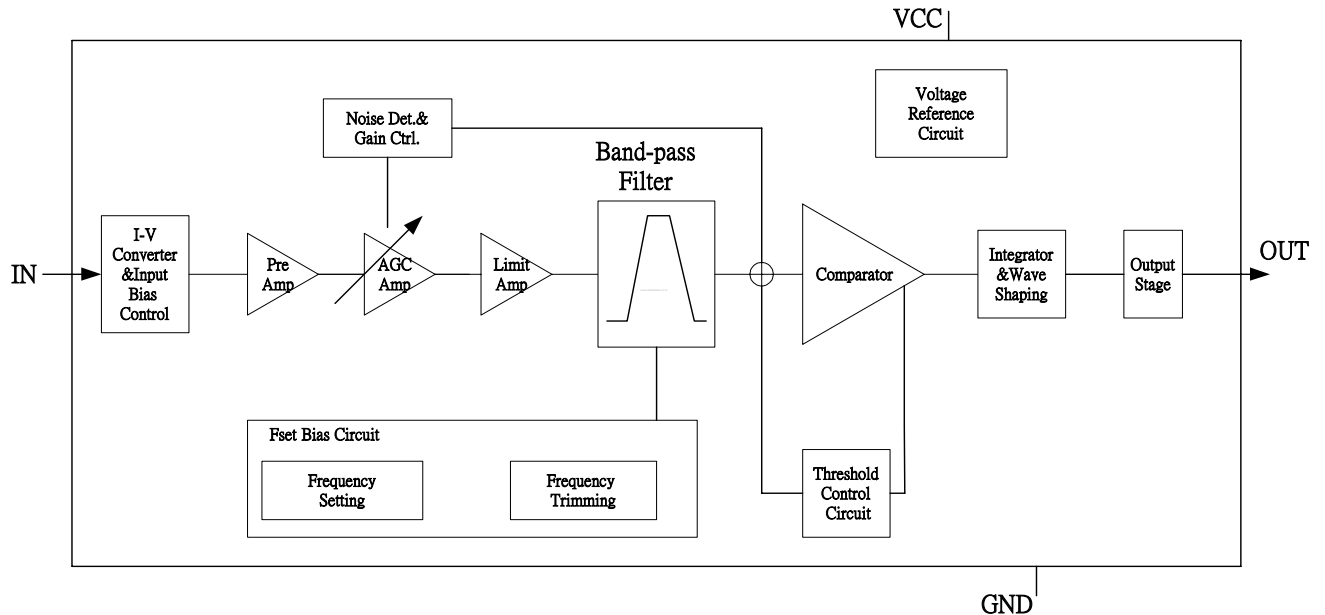 VCC
Voltage
Reference
Circuit
Noise Det.&
Gain Ctrl.
Band-pass
Filter
IN
I-V
Converter
&Input
Bias
Control
Pre
Amp
AGC
Amp
Limit
Amp
Comparator
Integrator
&Wave
Shaping
Output
Stage
OUT
Fset Bias Circuit
Frequency
Setting
Frequency
Trimming
Threshold
Control
Circuit
GND